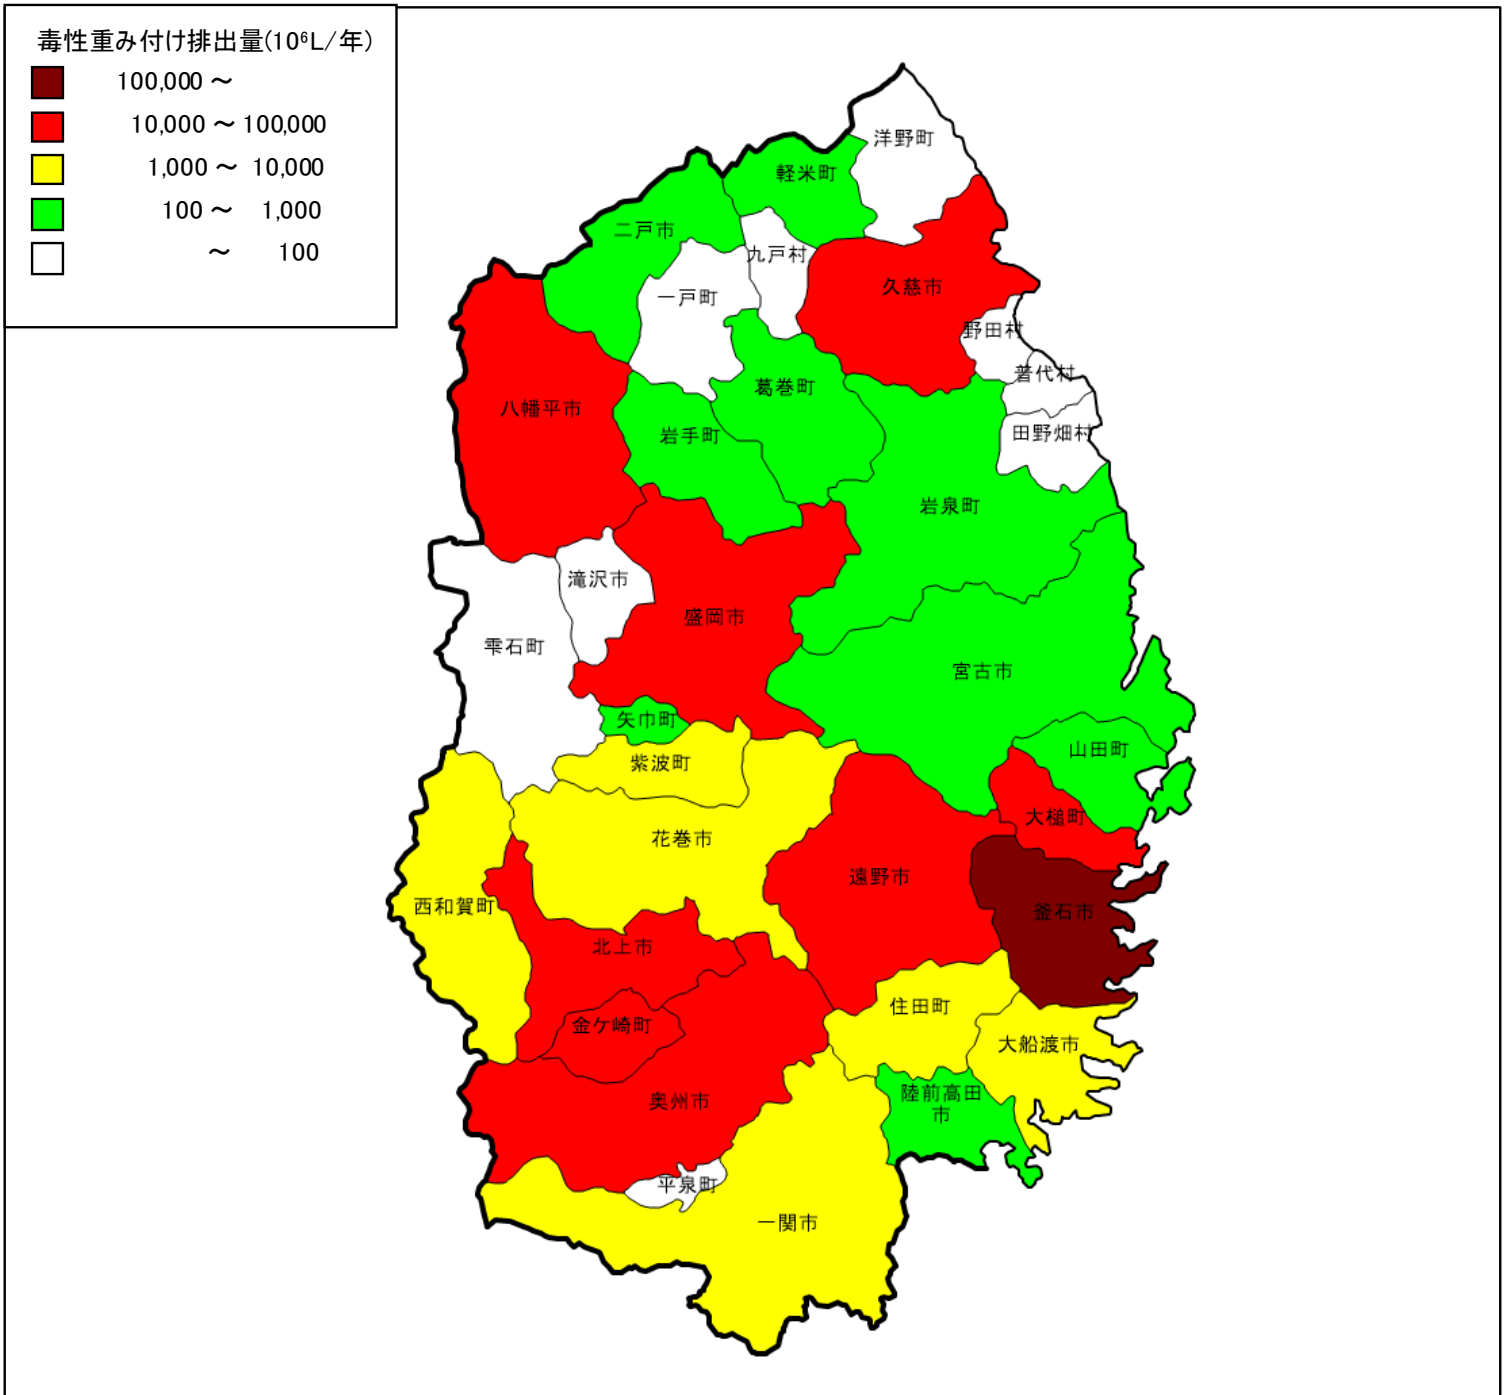 毒性重み付け排出量(10⁶L/年)
100,000 ～
10,000 ～ 100,000
1,000 ～ 10,000
100 ～ 1,000
～ 100
洋野町
軽米町
二戸市
九戸村
久慈市
一戸町
野田村
普代村
葛巻町
八幡平市
岩手町
田野畑村
岩泉町
滝沢市
盛岡市
雫石町
宮古市
矢巾町
山田町
紫波町
大槌町
花巻市
遠野市
西和賀町
釜石市
北上市
住田町
金ケ崎町
大船渡市
奥州市
陸前高田
市
平泉町
一関市